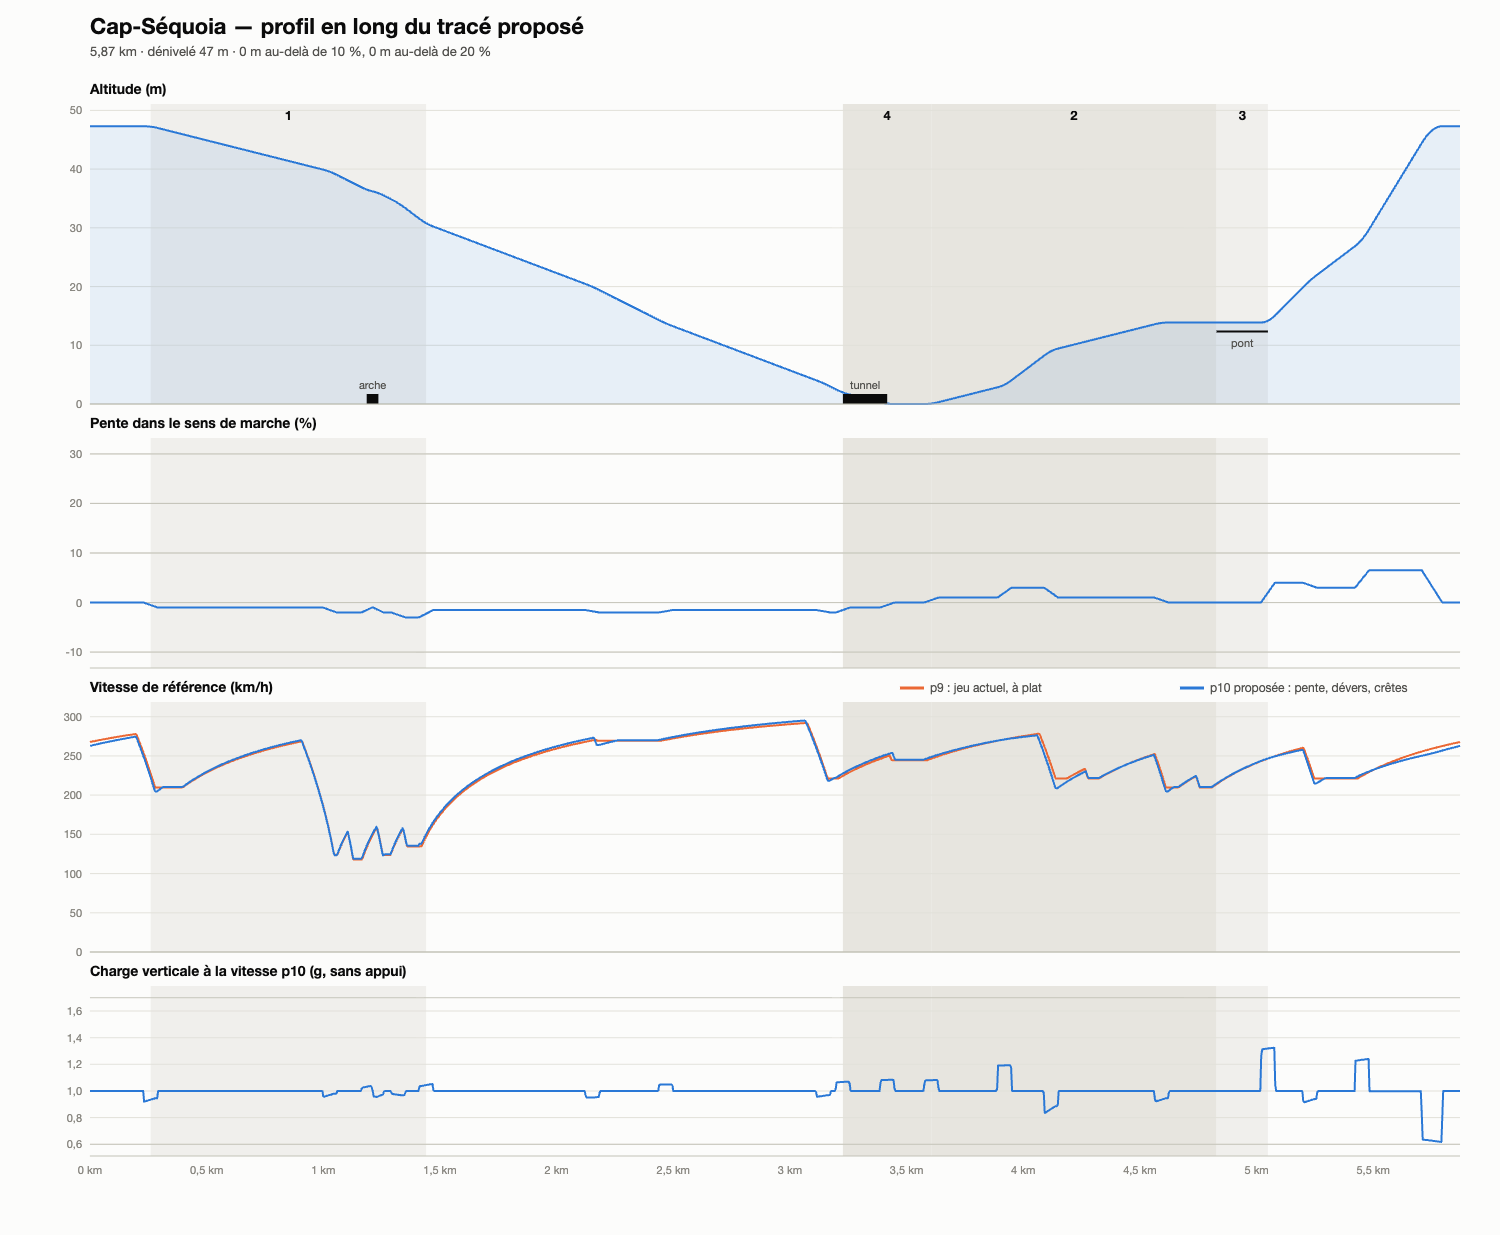 Cap-Séquoia — profil en long du tracé proposé
5,87 km · dénivelé 47 m · 0 m au-delà de 10 %, 0 m au-delà de 20 %
Altitude (m)
50
1
4
2
3
40
30
20
10
pont
arche
tunnel
0
Pente dans le sens de marche (%)
30
20
10
0
-10
Vitesse de référence (km/h)
p9 : jeu actuel, à plat
p10 proposée : pente, dévers, crêtes
300
250
200
150
100
50
0
Charge verticale à la vitesse p10 (g, sans appui)
1,6
1,4
1,2
1,0
0,8
0,6
0 km
0,5 km
1 km
1,5 km
2 km
2,5 km
3 km
3,5 km
4 km
4,5 km
5 km
5,5 km